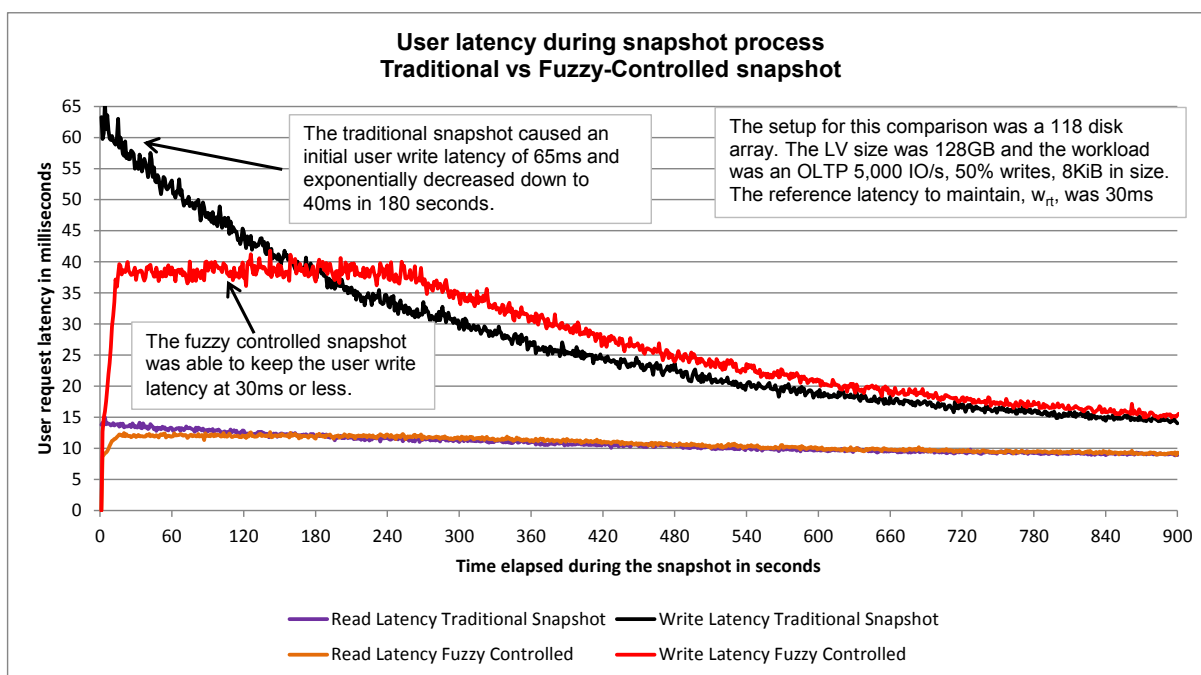 User latency during snapshot process
Traditional vs Fuzzy-Controlled snapshot
User request latency in milliseconds
65
60
55
50
45
40
35
30
25
20
15
10
5
0
The traditional snapshot caused an
initial user write latency of 65ms and
exponentially decreased down to
40ms in 180 seconds.
The setup for this comparison was a 118 disk
array. The LV size was 128GB and the workload
was an OLTP 5,000 IO/s, 50% writes, 8KiB in size.
The reference latency to maintain, wrt, was 30ms
The fuzzy controlled snapshot
was able to keep the user write
latency at 30ms or less.
0 60 120 180 240 300 360 420 480 540 600 660 720 780 840 900
Time elapsed during the snapshot in seconds
Read Latency Traditional Snapshot Write Latency Traditional Snapshot
Read Latency Fuzzy Controlled Write Latency Fuzzy Controlled